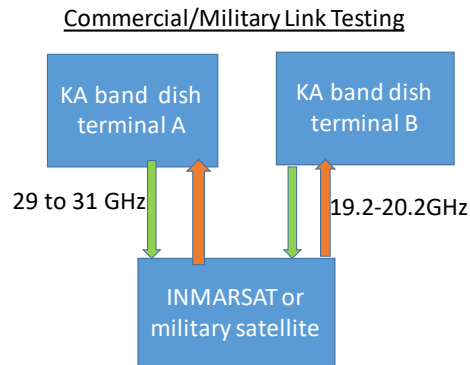 Commercial/Military Link Testing
KA band dish
terminal A
KA band dish
terminal B
29 to 31 GHz
19.2-20.2GHz
INMARSAT or
military satellite